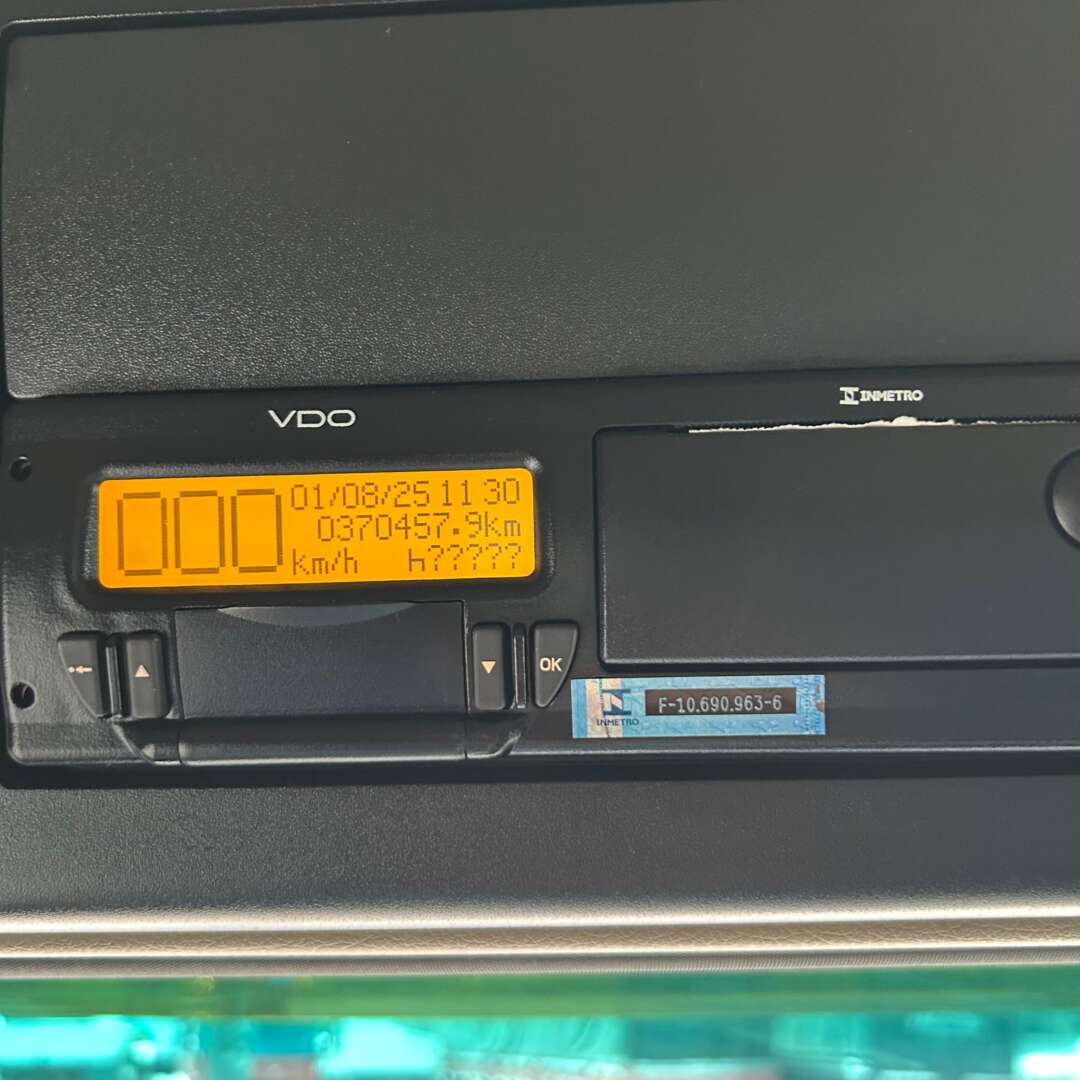 INMETRO
VDO
000 01/08/25 11 30
0370457.9km
km/h h?????
OK
INMETRO F-10.690.963-6